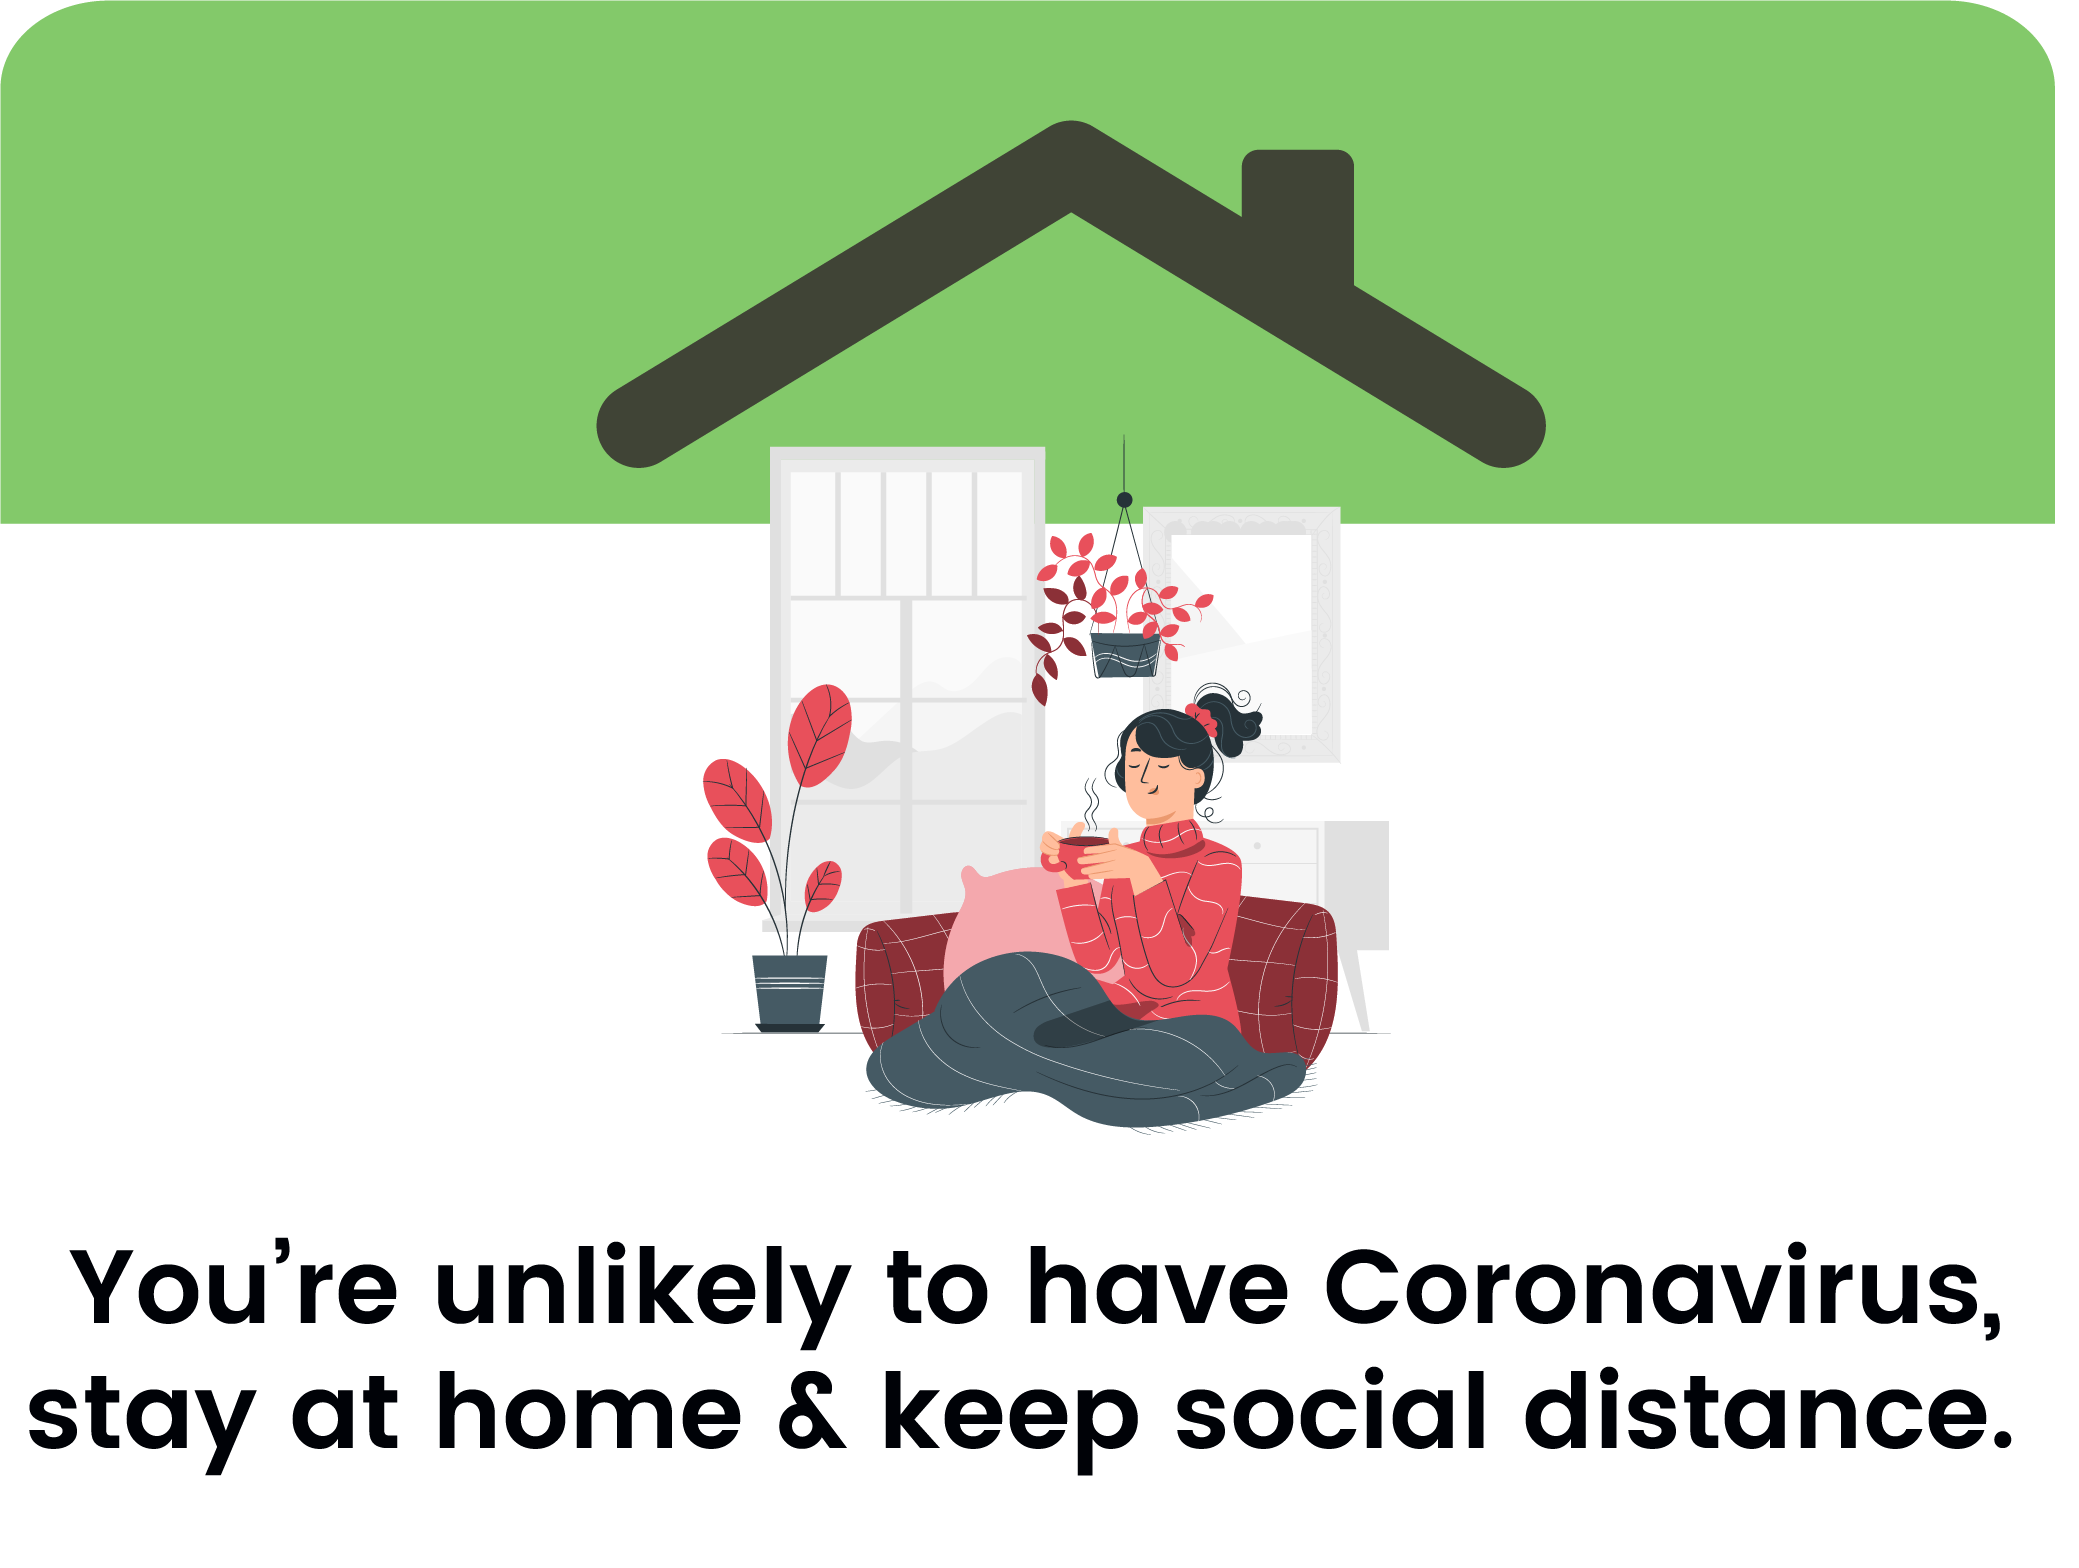 You’re unlikely to have Coronavirus,
stay at home & keep social distance.